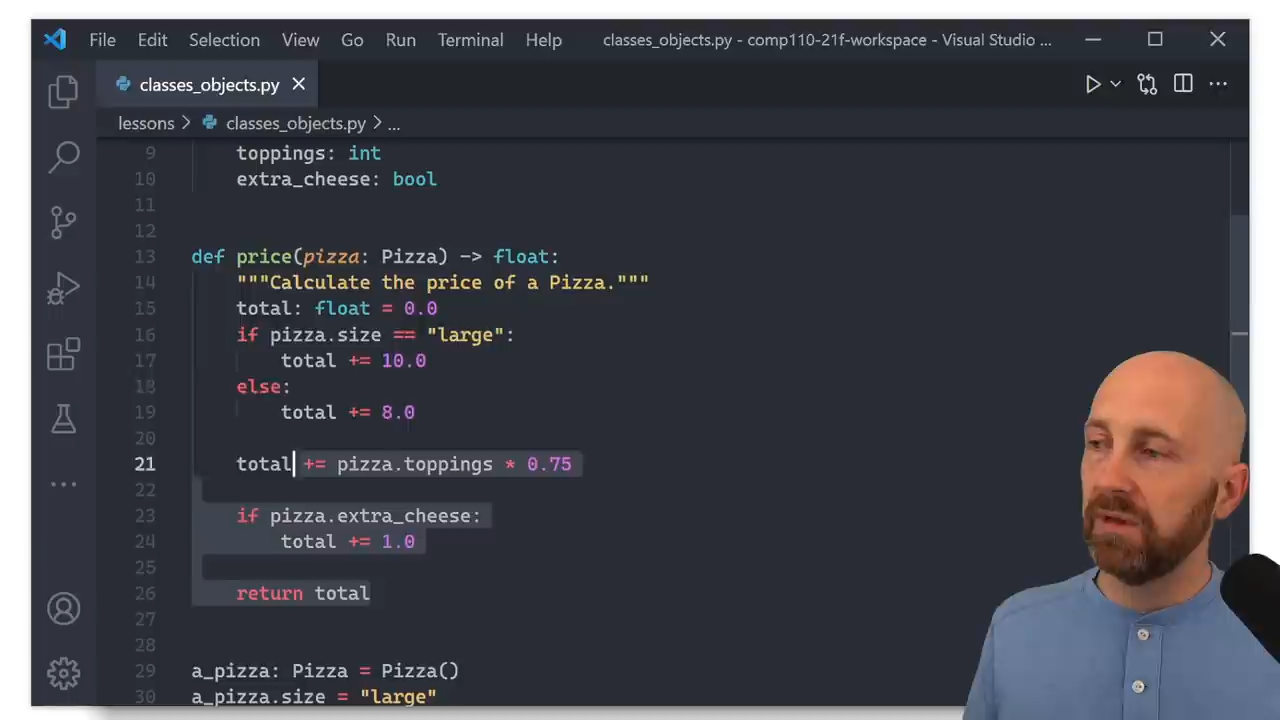 File Edit Selection View Go Run Terminal Help classes_objects.py - comp110-21f-workspace - Visual Studio ...
classes_objects.py
lessons > classes_objects.py > ...
9 toppings: int
10 extra_cheese: bool
11
12
13 def price(pizza: Pizza) -> float:
14 """Calculate the price of a Pizza."""
15 total: float = 0.0
16 if pizza.size == "large":
17 total += 10.0
18 else:
19 total += 8.0
20
21 total += pizza.toppings * 0.75
22
23 if pizza.extra_cheese:
24 total += 1.0
25
26 return total
27
28
29 a_pizza: Pizza = Pizza()
30 a_pizza.size = "large"